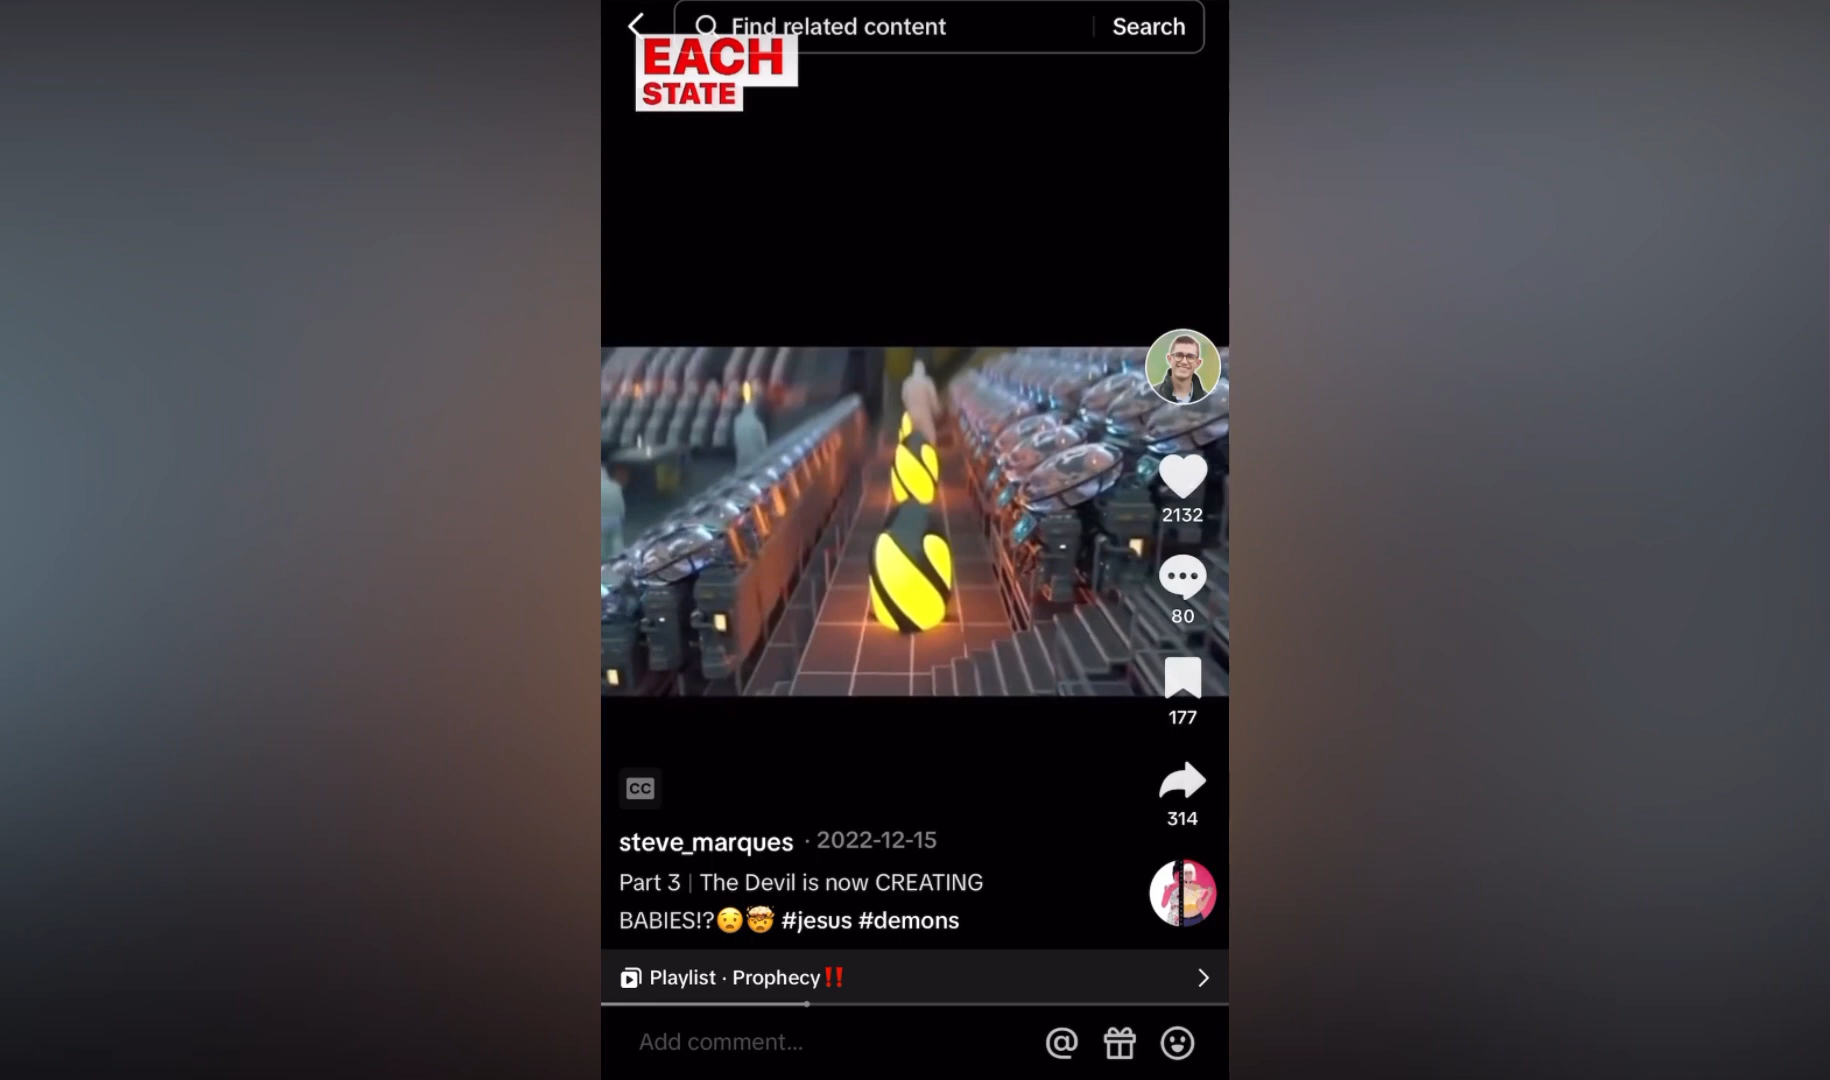 Find related content
Search
EACH
STATE
2132
80
177
314
CC
steve_marques · 2022-12-15
Part 3 | The Devil is now CREATING
BABIES!?😟🤯 #jesus #demons
Playlist · Prophecy‼️
Add comment...